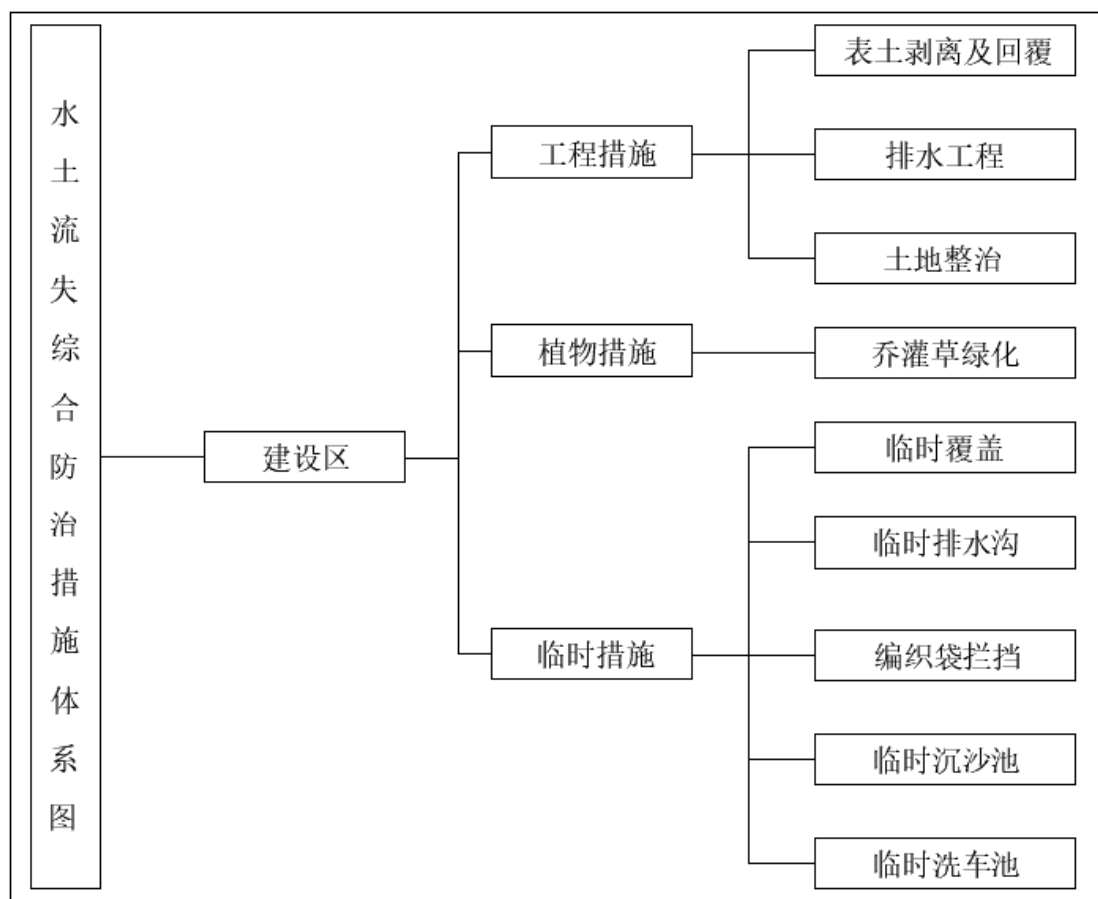 水土流失综合防治措施体系图
建设区
工程措施
表土剥离及回覆
排水工程
土地整治
植物措施
乔灌草绿化
临时措施
临时覆盖
临时排水沟
编织袋拦挡
临时沉沙池
临时洗车池